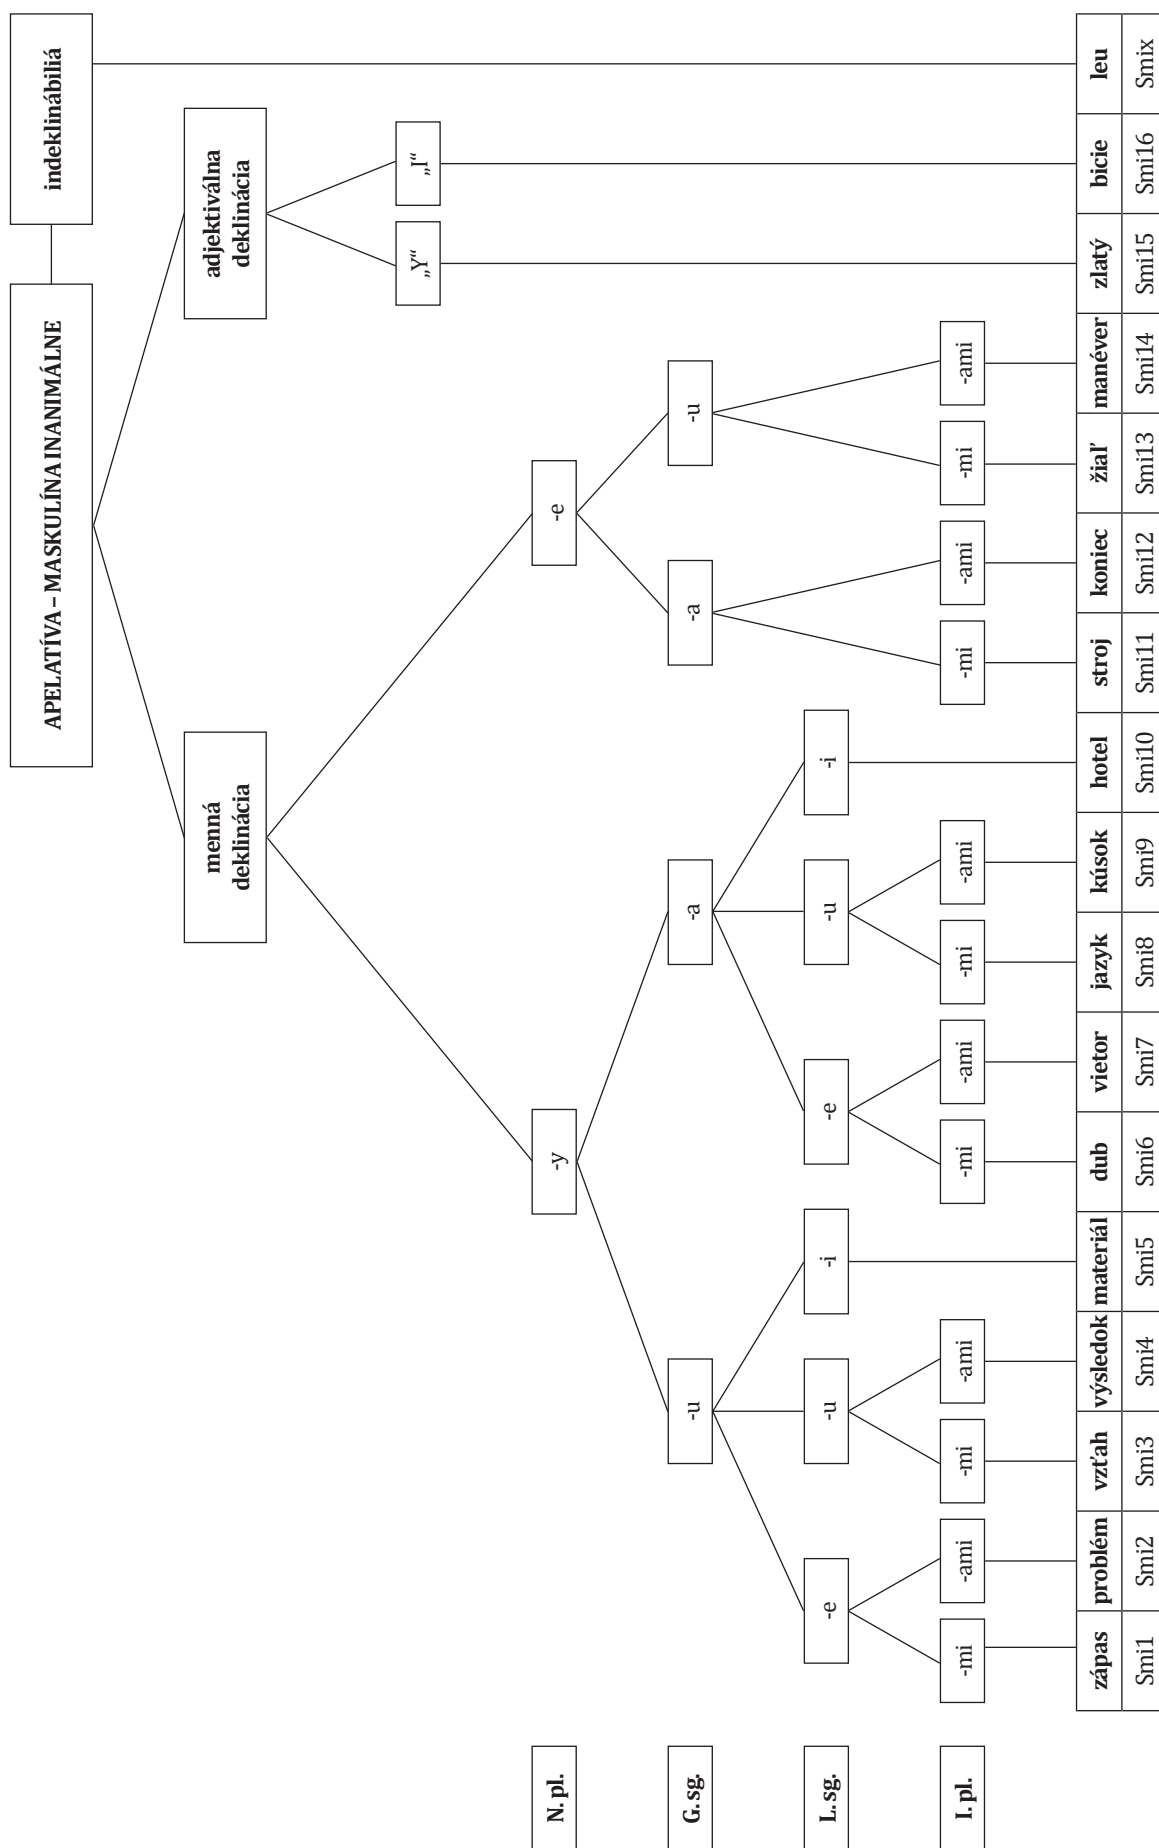 APELATÍVA – MASKULÍNA INANIMÁLNE
indeklinábiliá
menná
deklinácia
adjektiválna
deklinácia
„Y“
„I“
N. pl.
-y
-e
G. sg.
-u
-a
-a
-u
L. sg.
-e
-u
-i
-e
-u
-i
I. pl.
-mi
-ami
-mi
-ami
-mi
-ami
-mi
-ami
-mi
-ami
-mi
-ami
zápas
problém
vzťah
výsledok
materiál
dub
vietor
jazyk
kúsok
hotel
stroj
koniec
žiaľ
manéver
zlatý
bicie
leu
Smi1
Smi2
Smi3
Smi4
Smi5
Smi6
Smi7
Smi8
Smi9
Smi10
Smi11
Smi12
Smi13
Smi14
Smi15
Smi16
Smix